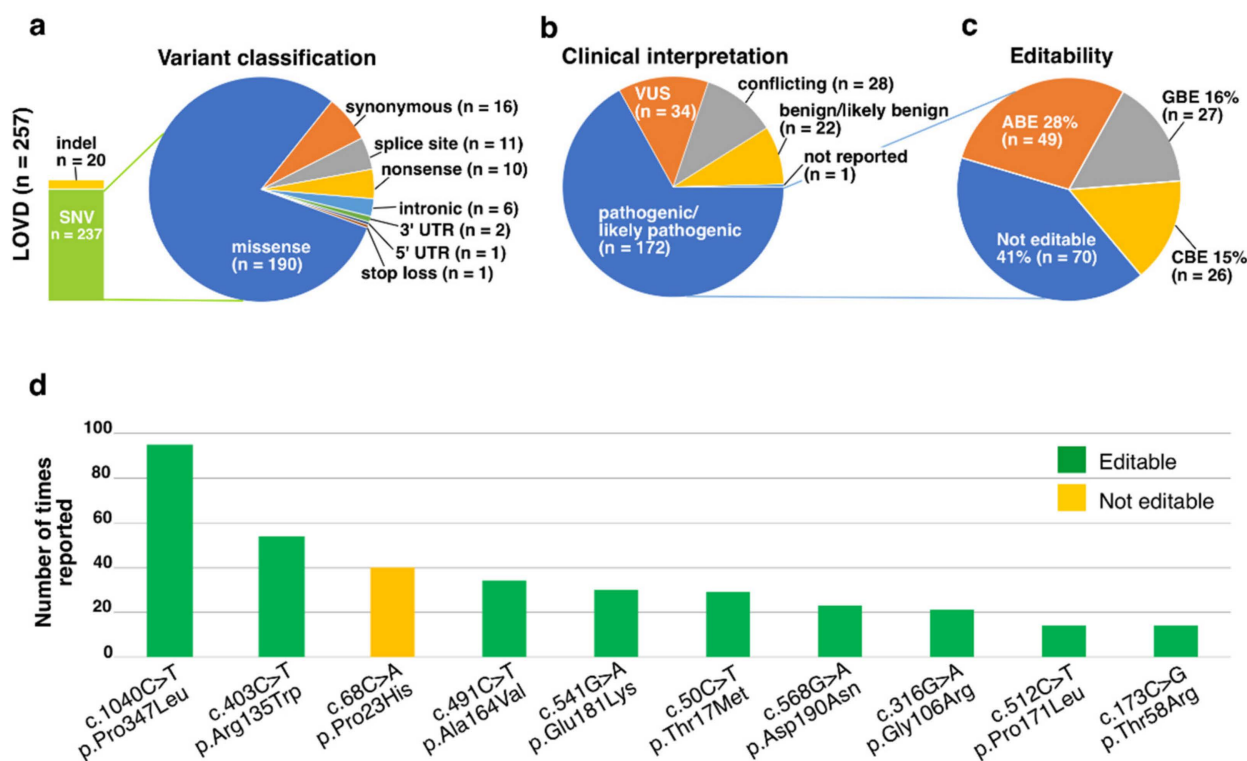 a
Variant classification
LOVD (n = 257)
indel
n = 20
SNV
n = 237
synonymous (n = 16)
splice site (n = 11)
nonsense (n = 10)
intronic (n = 6)
3' UTR (n = 2)
5' UTR (n = 1)
stop loss (n = 1)
missense
(n = 190)
b
Clinical interpretation
VUS
(n = 34)
conflicting (n = 28)
benign/likely benign
(n = 22)
not reported
(n = 1)
pathogenic/
likely pathogenic
(n = 172)
c
Editability
ABE 28%
(n = 49)
GBE 16%
(n = 27)
Not editable
41% (n = 70)
CBE 15%
(n = 26)
d
Number of times
reported
100
80
60
40
20
0
Editable
Not editable
c.1040C>T
p.Pro347Leu
c.403C>T
p.Arg135Trp
c.68C>A
p.Pro23His
c.491C>T
p.Ala164Val
c.541G>A
p.Glu181Lys
c.50C>T
p.Thr17Met
c.568G>A
p.Asp190Asn
c.316G>A
p.Gly106Arg
c.512C>T
p.Pro171Leu
c.173C>G
p.Thr58Arg